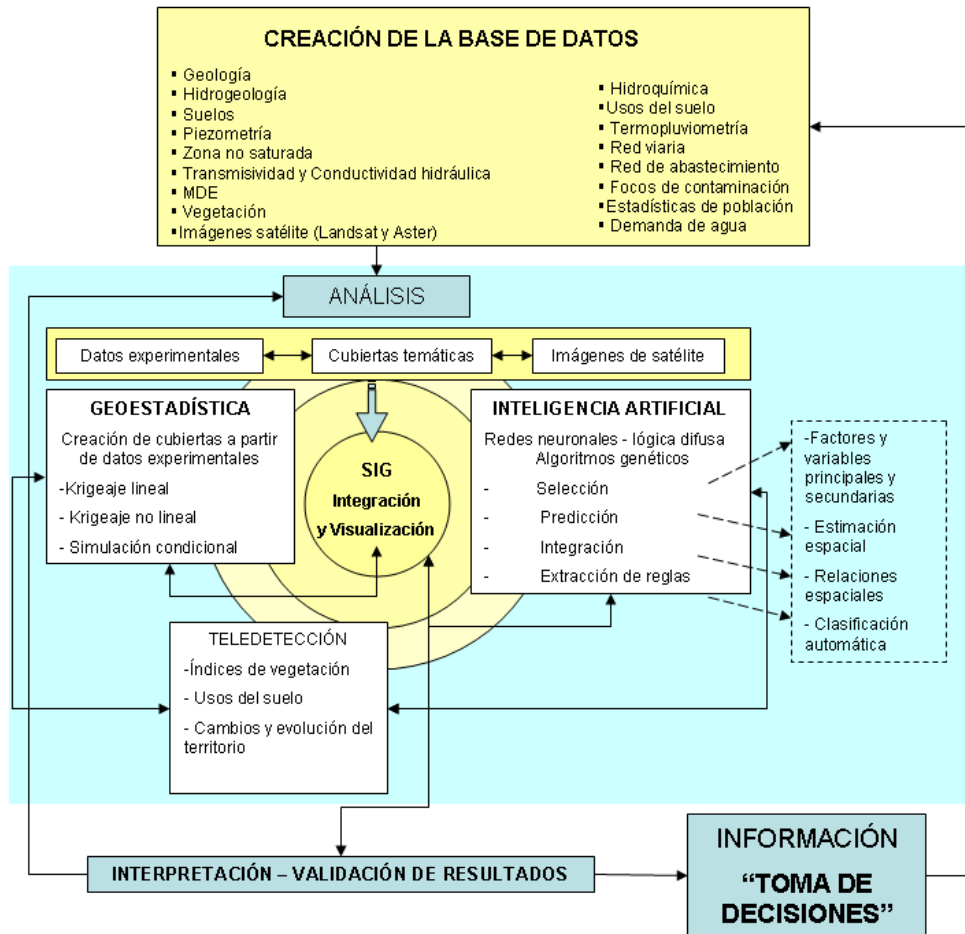 CREACIÓN DE LA BASE DE DATOS
▪ Geología
▪ Hidrogeología
▪ Suelos
▪ Piezometría
▪ Zona no saturada
▪ Transmisividad y Conductividad hidráulica
▪ MDE
▪ Vegetación
▪ Imágenes satélite (Landsat y Aster)
▪ Hidroquímica
▪ Usos del suelo
▪ Termopluviometría
▪ Red viaria
▪ Red de abastecimiento
▪ Focos de contaminación
▪ Estadísticas de población
▪ Demanda de agua
ANÁLISIS
Datos experimentales
Cubiertas temáticas
Imágenes de satélite
GEOESTADÍSTICA
Creación de cubiertas a partir
de datos experimentales
-Krigeaje lineal
- Krigeaje no lineal
- Simulación condicional
SIG
Integración
y Visualización
INTELIGENCIA ARTIFICIAL
Redes neuronales - lógica difusa
Algoritmos genéticos
- Selección
- Predicción
- Integración
- Extracción de reglas
-Factores y
variables
principales y
secundarias
- Estimación
espacial
- Relaciones
espaciales
- Clasificación
automática
TELEDETECCIÓN
-Índices de vegetación
- Usos del suelo
- Cambios y evolución del
territorio
INTERPRETACIÓN – VALIDACIÓN DE RESULTADOS
INFORMACIÓN
“TOMA DE
DECISIONES”